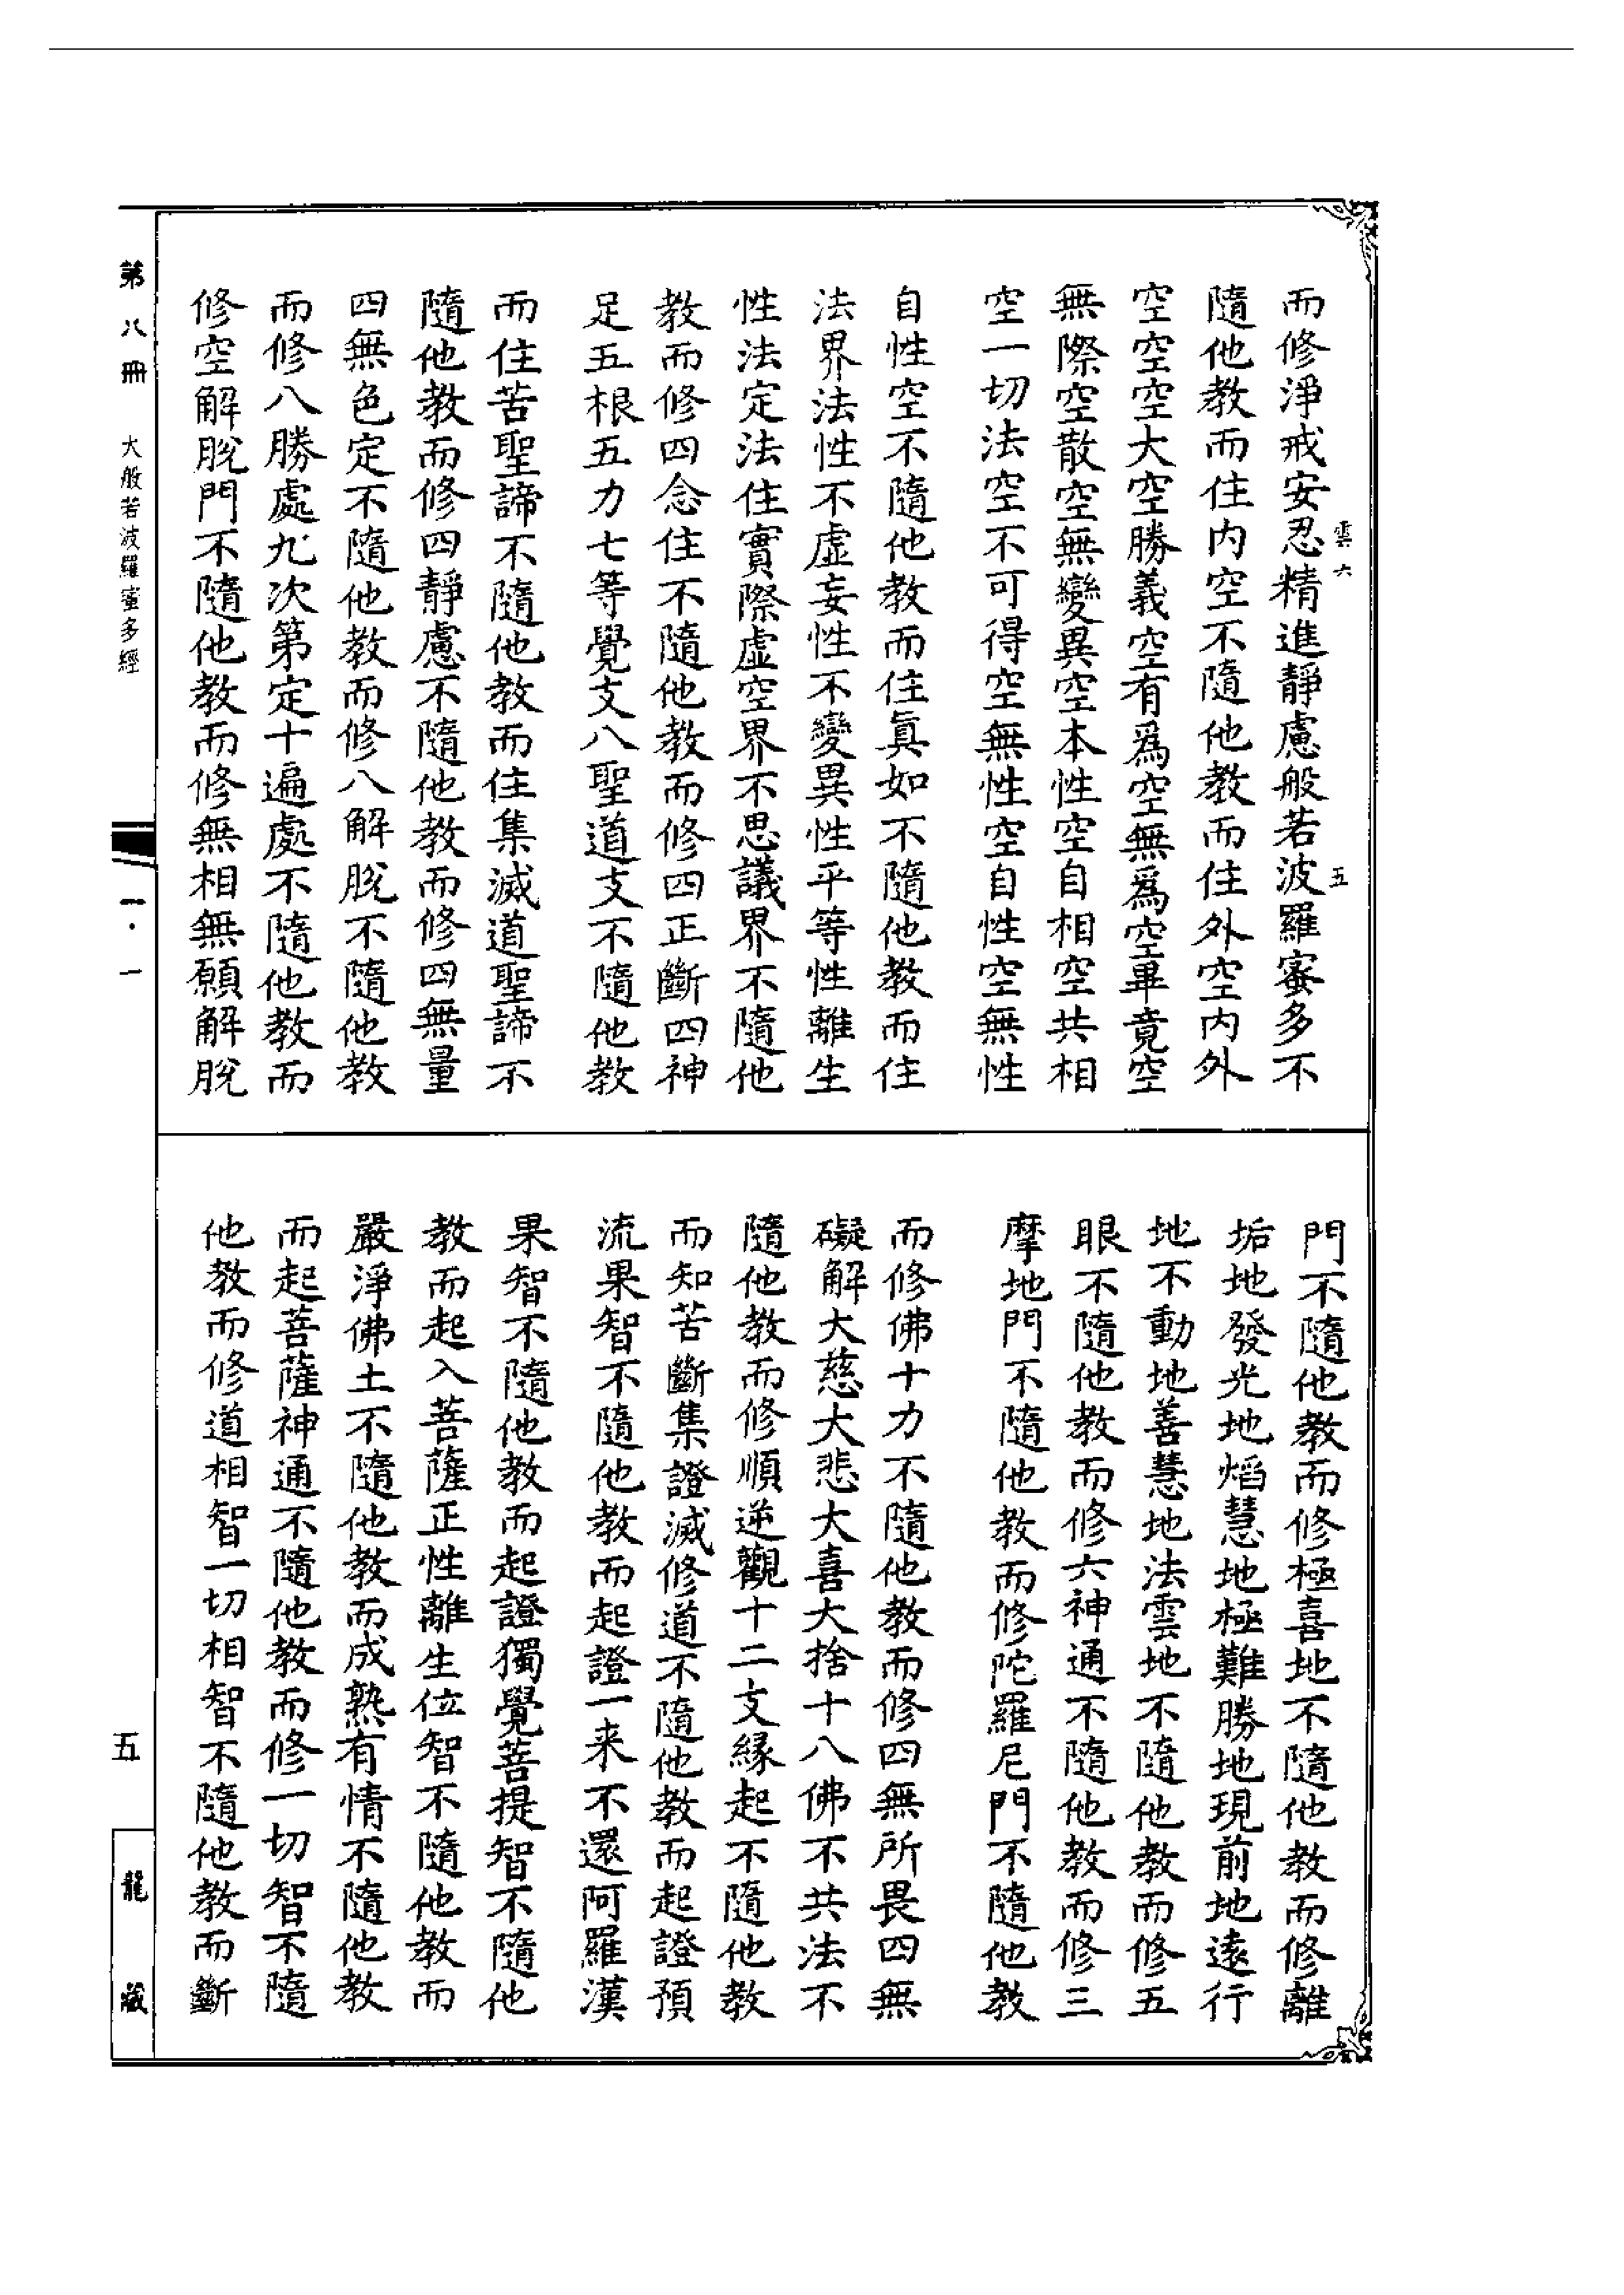 雲六 五
而修淨戒安忍精進靜慮般若波羅蜜多不
隨他教而住內空不隨他教而住外空內外
空空空大空勝義空有爲空無爲空畢竟空
無際空散空無變異空本性空自相空共相
空一切法空不可得空無性空自性空無性
自性空不隨他教而住真如不隨他教而住
法界法性不虛妄性不變異性平等性離生
性法定法住實際虛空界不思議界不隨他
教而修四念住不隨他教而修四正斷四神
足五根五力七等覺支八聖道支不隨他教
而住苦聖諦不隨他教而住集滅道聖諦不
隨他教而修四靜慮不隨他教而修四無量
四無色定不隨他教而修八解脫不隨他教
而修八勝處九次第定十遍處不隨他教而
修空解脫門不隨他教而修無相無願解脫
門不隨他教而修極喜地不隨他教而修離
垢地發光地焰慧地極難勝地現前地遠行
地不動地善慧地法雲地不隨他教而修五
眼不隨他教而修六神通不隨他教而修三
摩地門不隨他教而修陀羅尼門不隨他教
而修佛十力不隨他教而修四無所畏四無
礙解大慈大悲大喜大捨十八佛不共法不
隨他教而修順逆觀十二支緣起不隨他教
而知苦斷集證滅修道不隨他教而起證預
流果智不隨他教而起證一来不還阿羅漢
果智不隨他教而起證獨覺菩提智不隨他
教而起入菩薩正性離生位智不隨他教而
嚴淨佛土不隨他教而成熟有情不隨他教
而起菩薩神通不隨他教而修一切智不隨
他教而修道相智一切相智不隨他教而斷
第八冊 大般若波羅蜜多經
一·一
五
龍藏